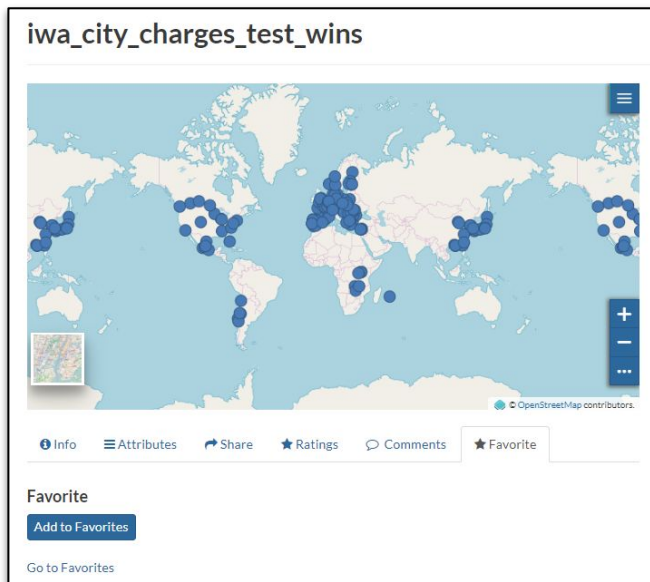 iwa_city_charges_test_wins
+
−
...
© OpenStreetMap contributors.
Info Attributes Share Ratings Comments Favorite
Favorite
Add to Favorites
Go to Favorites